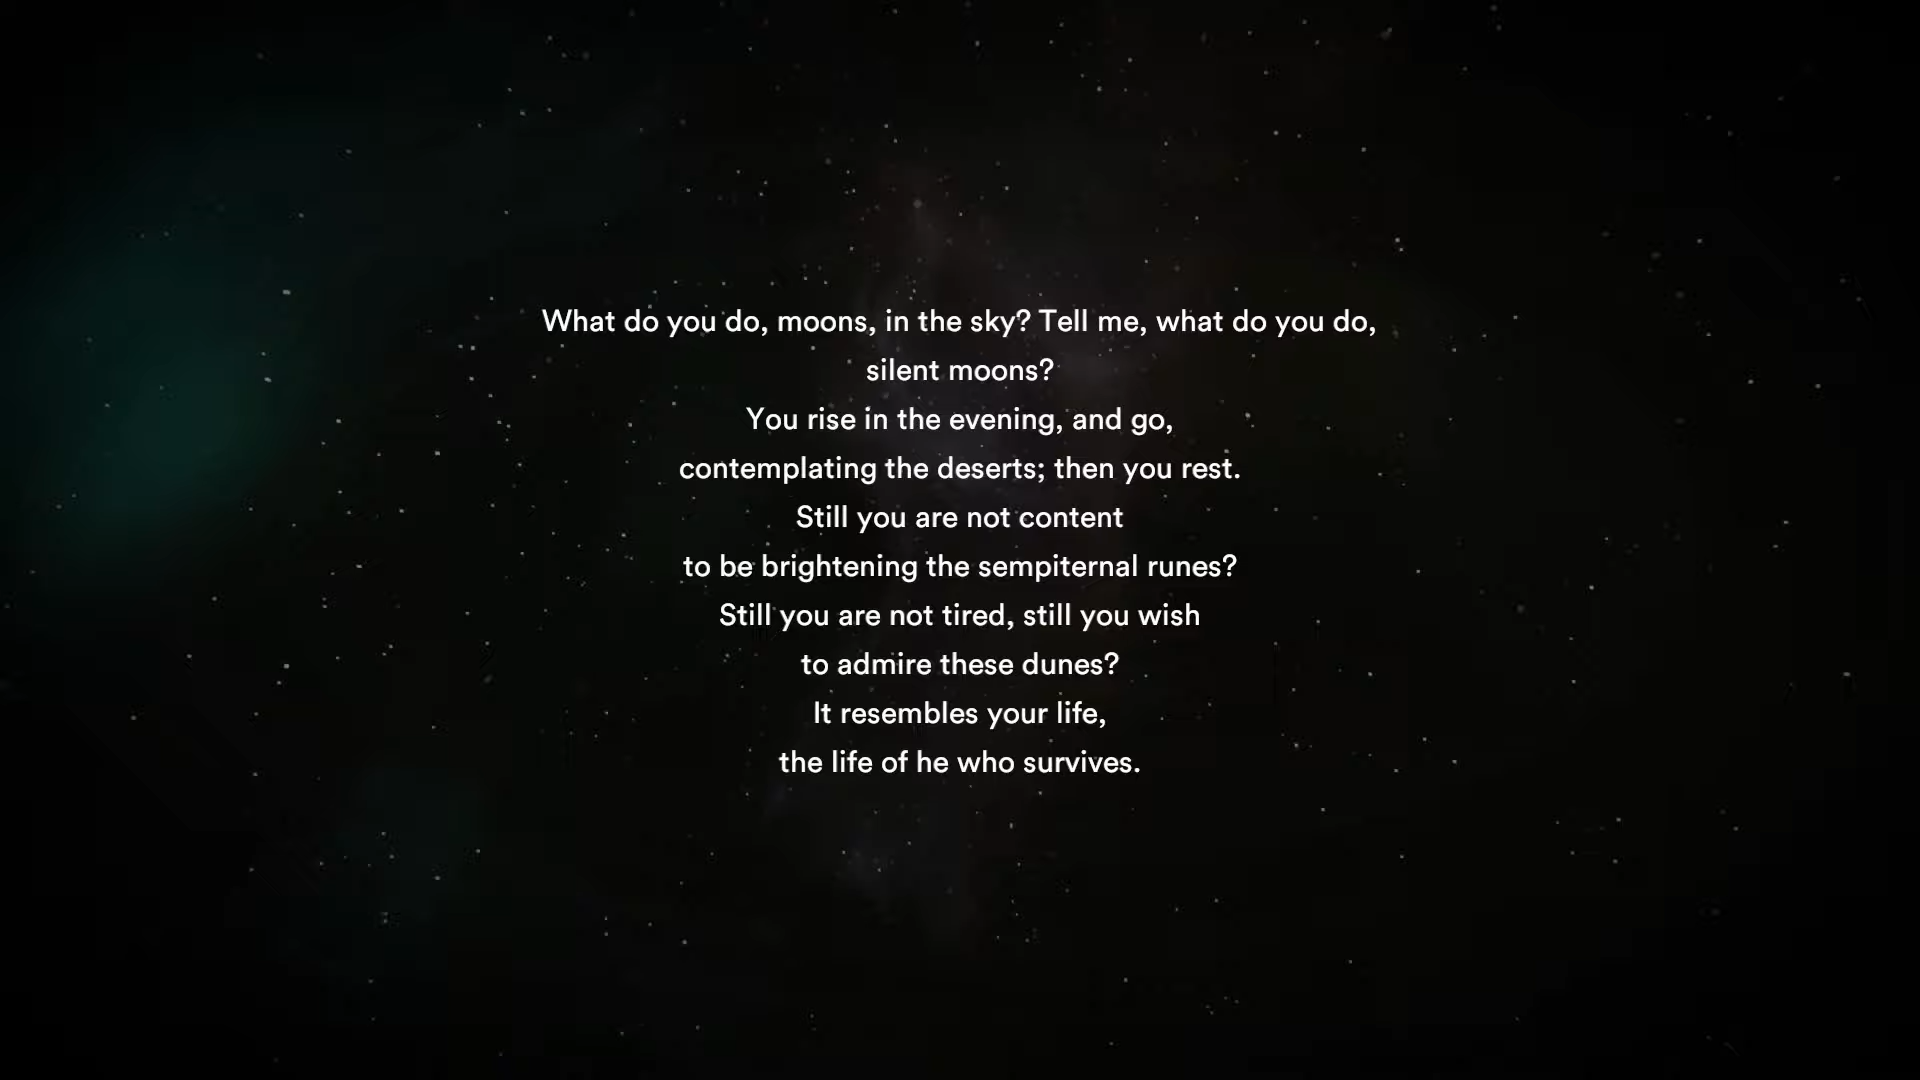 What do you do, moons, in the sky? Tell me, what do you do,
silent moons?
You rise in the evening, and go,
contemplating the deserts; then you rest.
Still you are not content
to be brightening the sempiternal runes?
Still you are not tired, still you wish
to admire these dunes?
It resembles your life,
the life of he who survives.